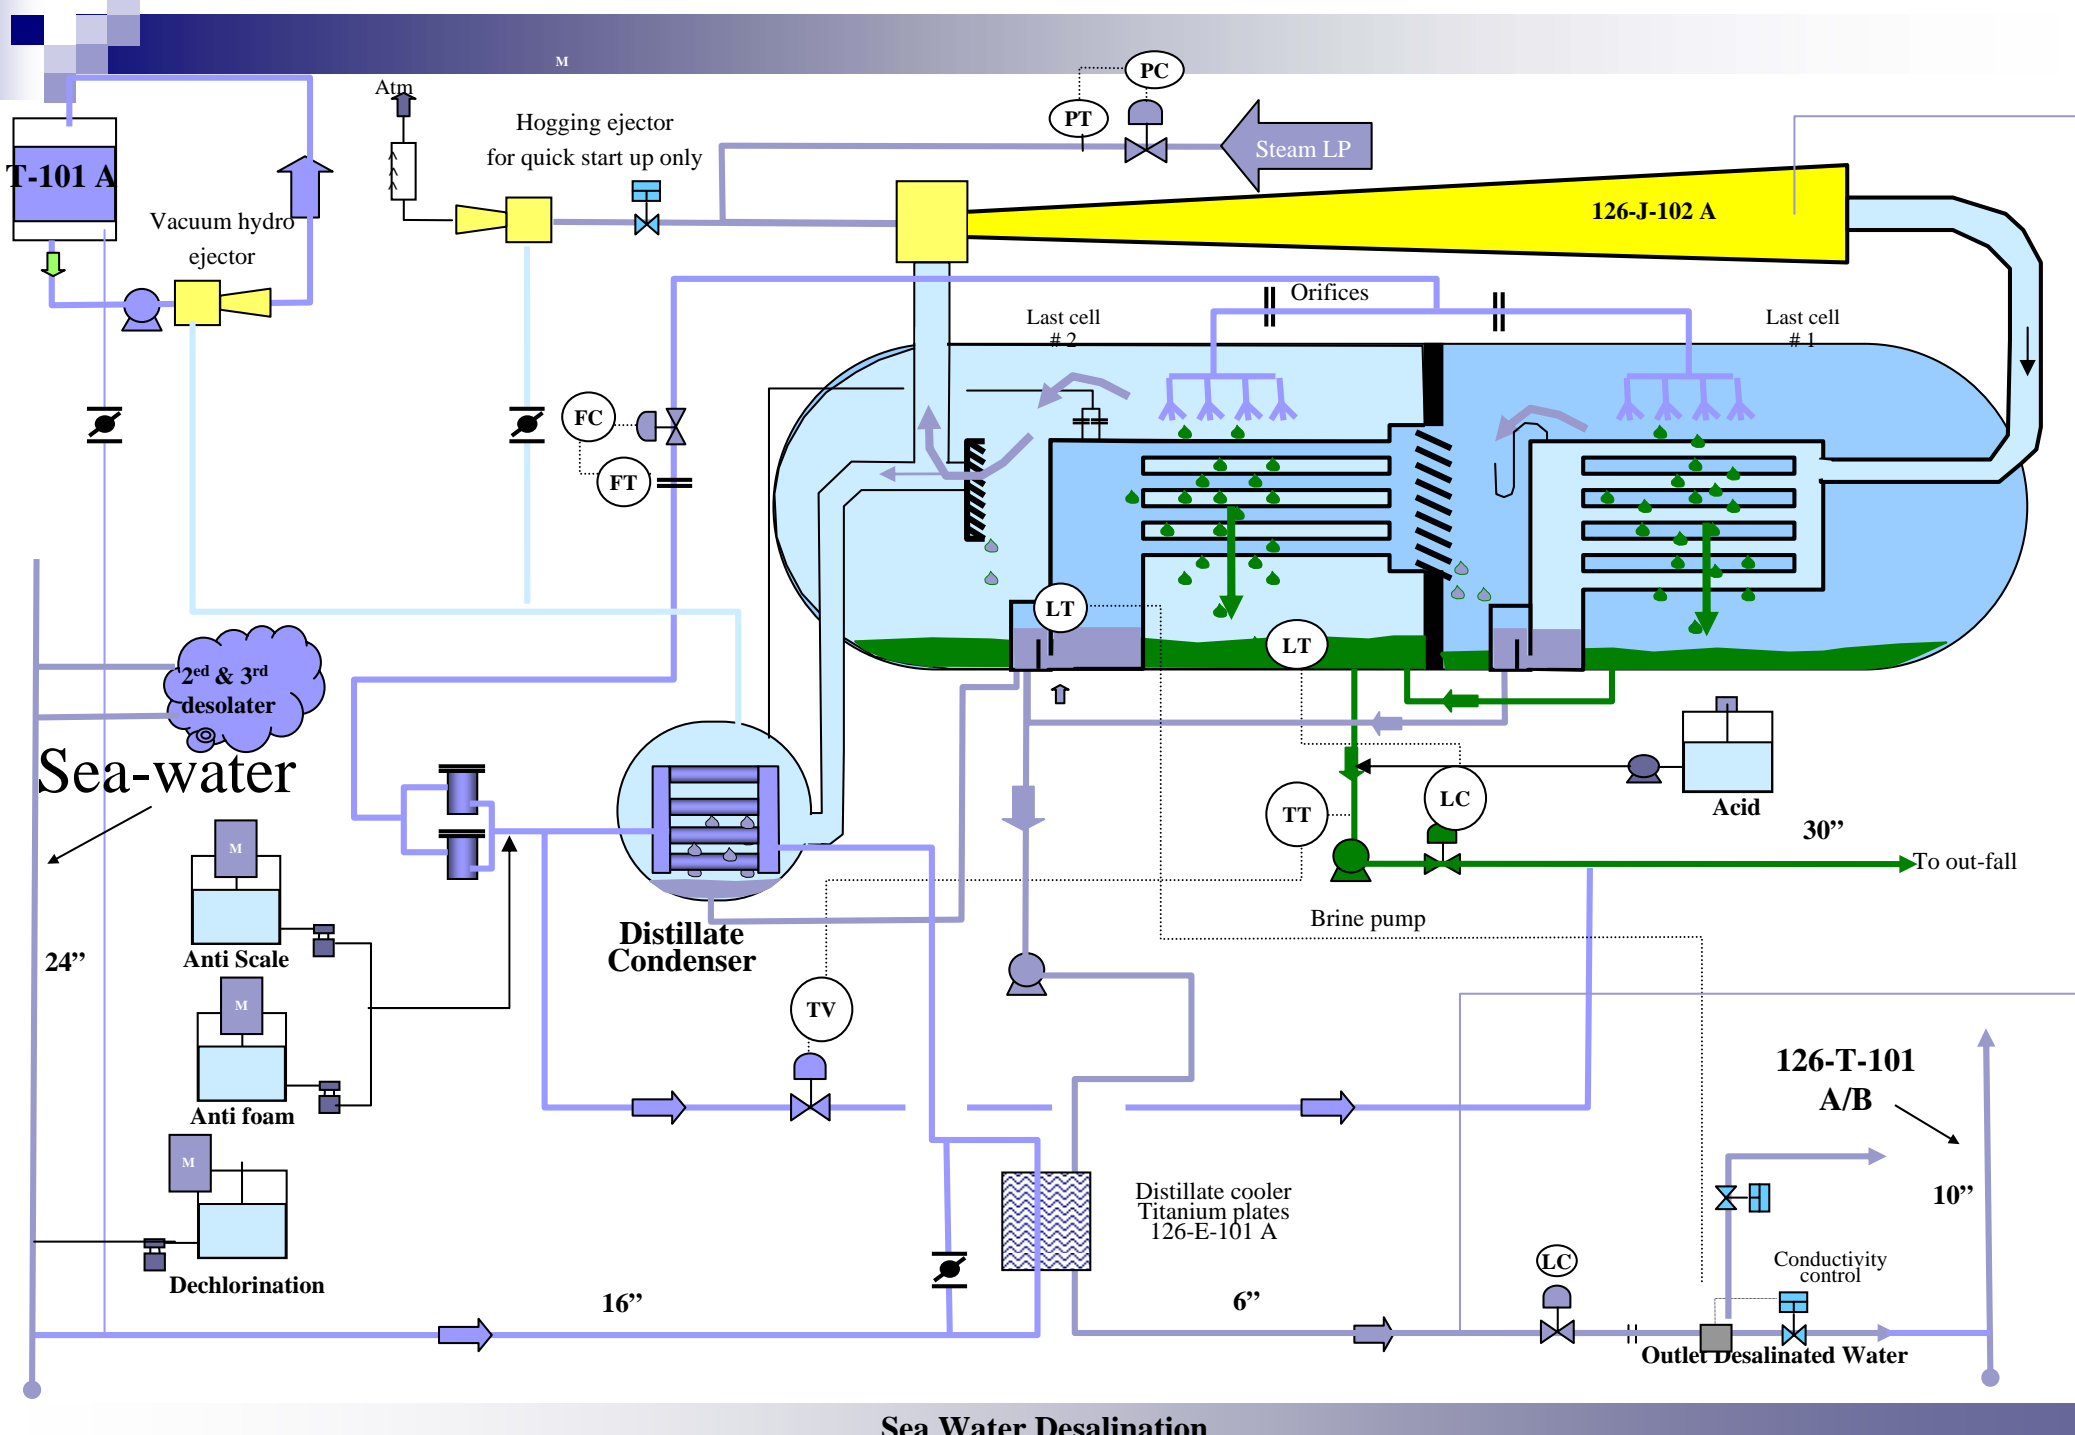 M
Atm
PC
PT
Hogging ejector
for quick start up only
Steam LP
T-101 A
126-J-102 A
Vacuum hydro
ejector
Orifices
Last cell
# 2
Last cell
# 1
FC
FT
LT
LT
2ed & 3rd
desolater
Sea-water
TT
LC
Acid
30”
To out-fall
M
Anti Scale
Distillate
Condenser
Brine pump
24”
TV
M
Anti foam
126-T-101
A/B
M
Dechlorination
Distillate cooler
Titanium plates
126-E-101 A
10”
LC
Conductivity
control
16”
6”
Outlet Desalinated Water
Sea Water Desalination